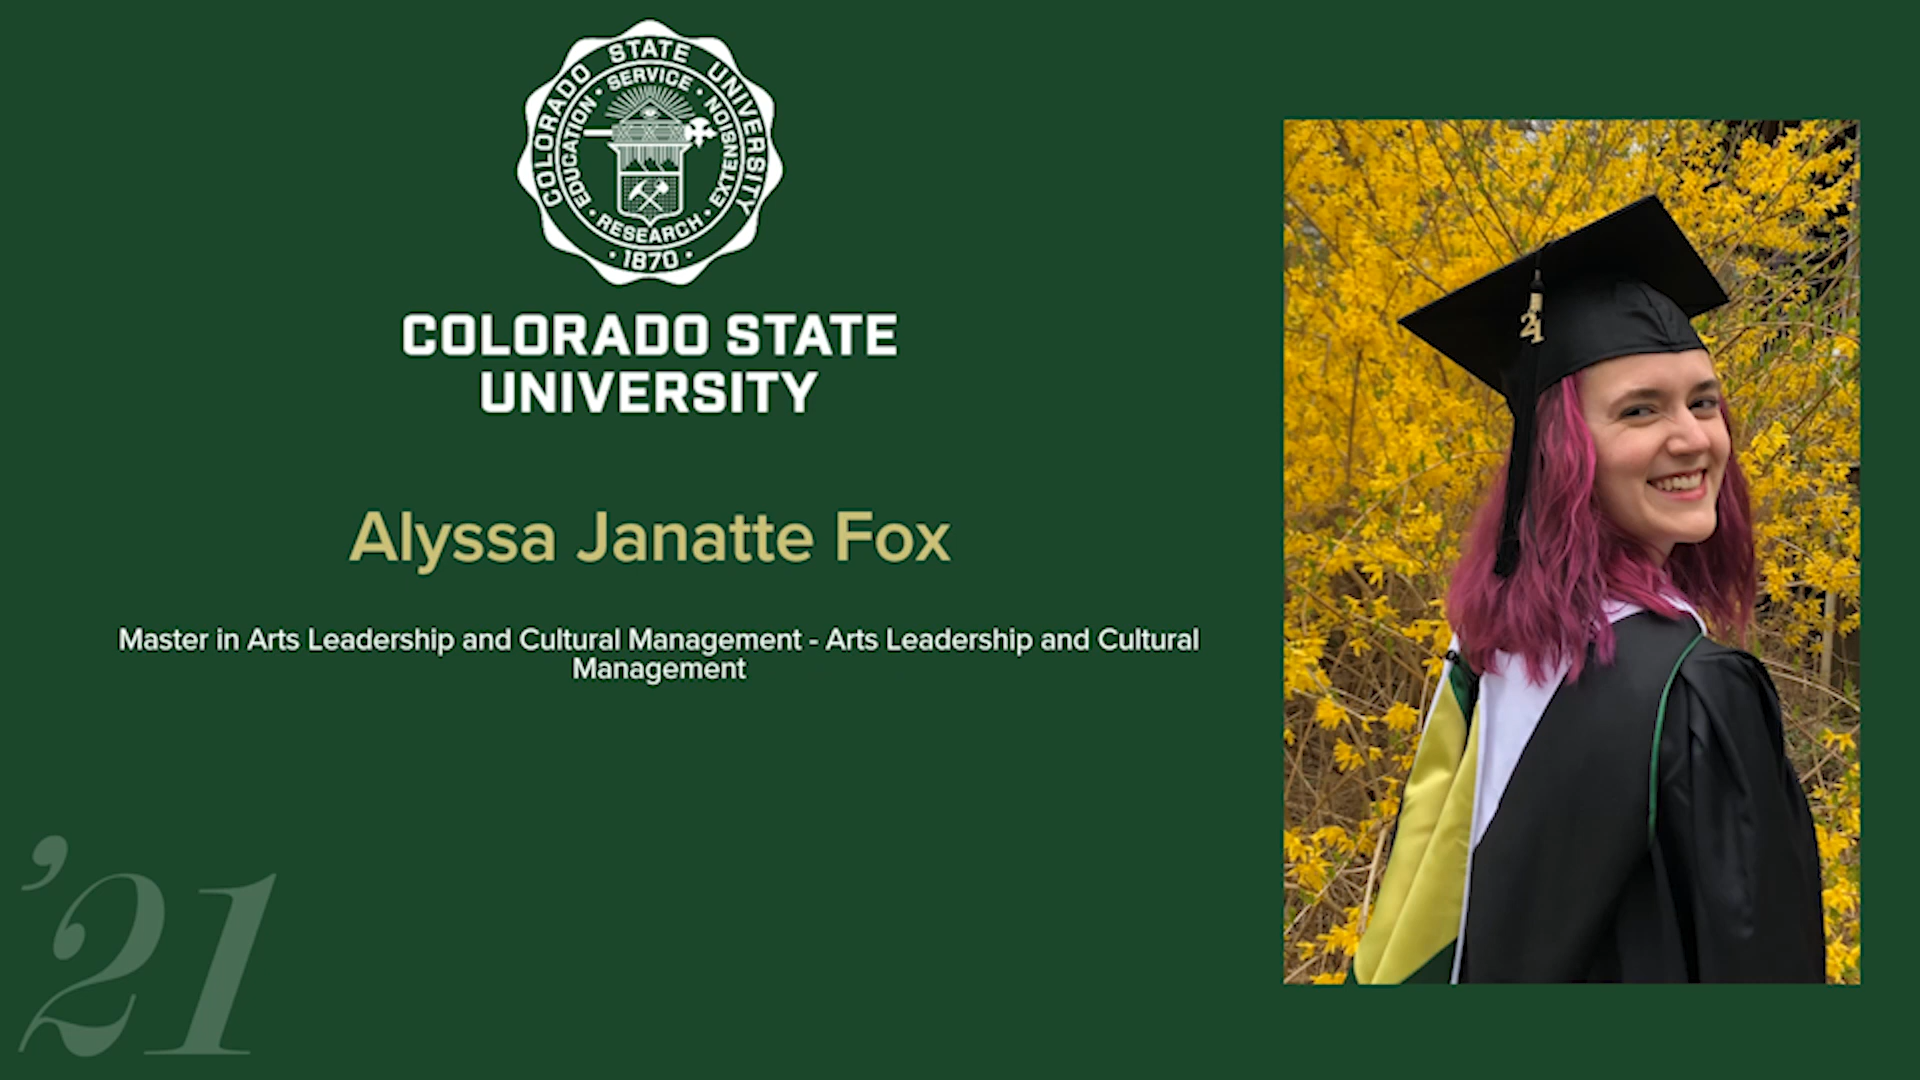 COLORADO STATE UNIVERSITY
EDUCATION · SERVICE · EXTENSION · RESEARCH
· 1870 ·
COLORADO STATE
UNIVERSITY
Alyssa Janatte Fox
Master in Arts Leadership and Cultural Management - Arts Leadership and Cultural
Management
’21
21